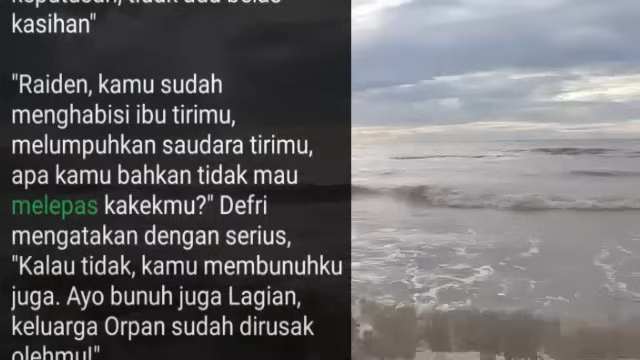 kasihan"
"Raiden, kamu sudah
menghabisi ibu tirimu,
melumpuhkan saudara tirimu,
apa kamu bahkan tidak mau
melepas kakekmu?" Defri
mengatakan dengan serius,
"Kalau tidak, kamu membunuhku
juga. Ayo bunuh juga Lagian,
keluarga Orpan sudah dirusak
olehmu!"